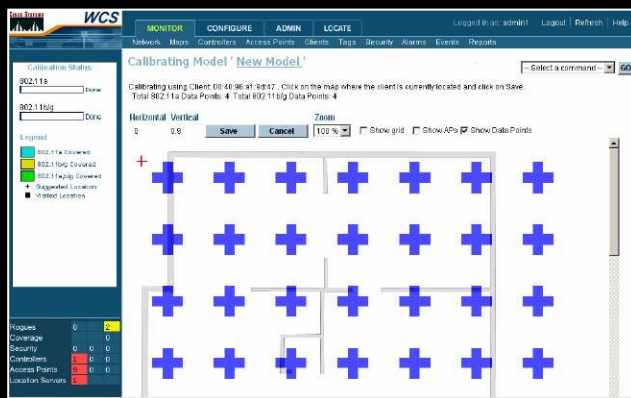 CISCO SYSTEMS
WCS
Logged in as: admin1 Logout | Refresh | Help
MONITOR CONFIGURE ADMIN LOCATE
Network Maps Controllers Access Points Clients Tags Security Alarms Events Reports
Calibration Status
802.11a
Done
802.11b/g
Done
Legend
802.11a Covered
802.11b/g Covered
802.11a/b/g Covered
Suggested Location
Visited Location
Rogues 0 2
Coverage 0
Security 0 0 0
Controllers 1 0 0
Access Points 9 0 0
Location Servers 1
Calibrating Model ' New Model '
-- Select a command -- GO
Calibrating using Client: 00:40:96:a1:9d:47 . Click on the map where the client is currently located and click on Save.
Total 802.11a Data Points: 4 Total 802.11b/g Data Points: 4
Horizontal Vertical Zoom
0 0.9 Save Cancel 100 % Show grid Show APs Show Data Points